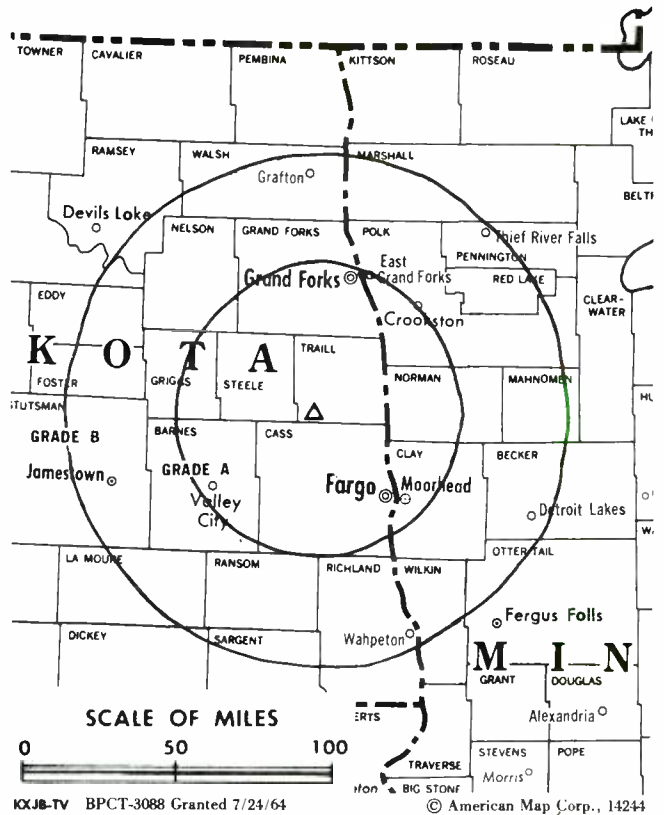 TOWNER CAVALIER PEMBINA KITTSON ROSEAU
LAKE
TH
RAMSEY WALSH MARSHALL
Grafton
BELTR
Devils Lake
NELSON GRAND FORKS POLK Thief River Falls
PENNINGTON
East
Grand Forks Grand Forks RED LAKE
EDDY CLEAR-
WATER
Crookston
K O T A TRAILL
FOSTER GRIGGS STEELE NORMAN MAHNOMEN
STUTSMAN HU
GRADE B BARNES CASS
CLAY BECKER
Jamestown GRADE A
Fargo Moorhead
Valley
City
Detroit Lakes
OTTER TAIL
LA MOURE RANSOM RICHLAND WILKIN
Fergus Falls
DICKEY SARGENT Wahpeton
M I N
GRANT DOUGLAS
SCALE OF MILES ERTS Alexandria
0 50 100
STEVENS POPE
TRAVERSE
Morris
BIG STONE
KXJB-TV BPCT-3088 Granted 7/24/64 © American Map Corp., 14244